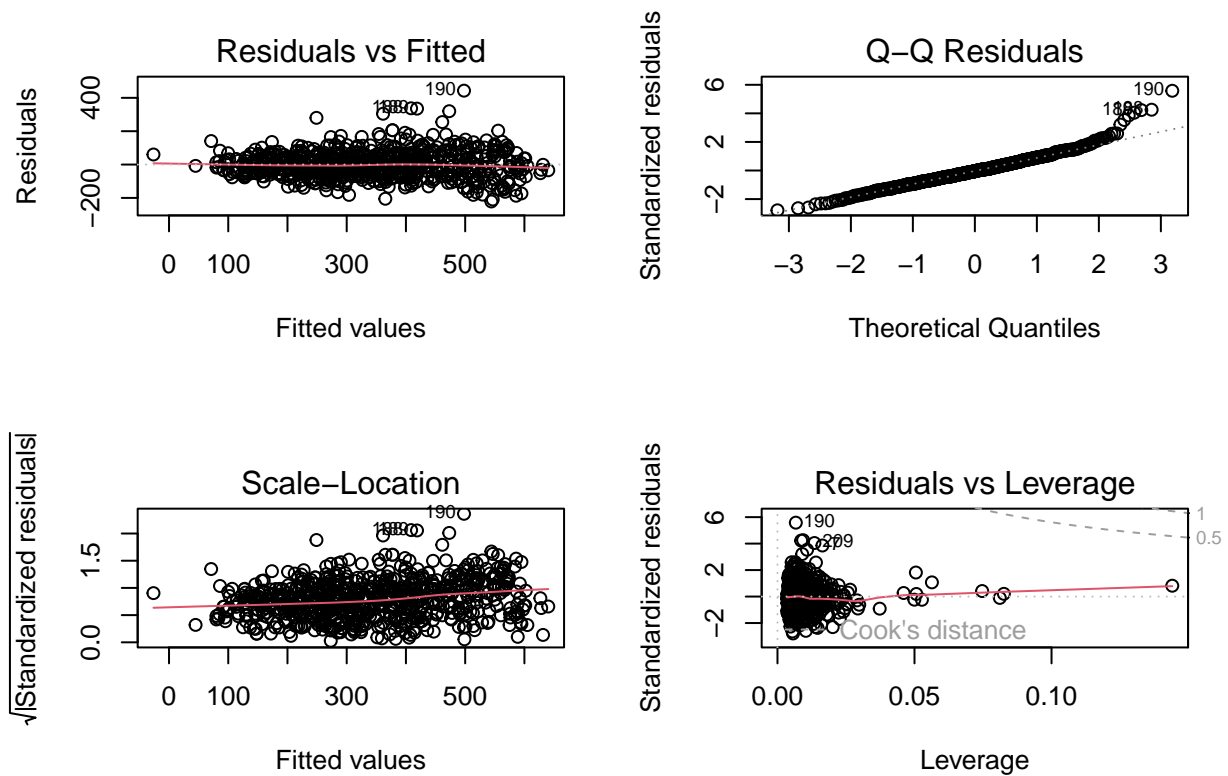 Residuals vs Fitted
Residuals
400
−200
190
0 100 300 500
Fitted values
Q−Q Residuals
Standardized residuals
6
2
−2
190
−3 −2 −1 0 1 2 3
Theoretical Quantiles
Scale−Location
√|Standardized residuals|
1.5
0.0
190
0 100 300 500
Fitted values
Residuals vs Leverage
Standardized residuals
6
2
−2
190
209
1
0.5
Cook's distance
0.00 0.05 0.10
Leverage